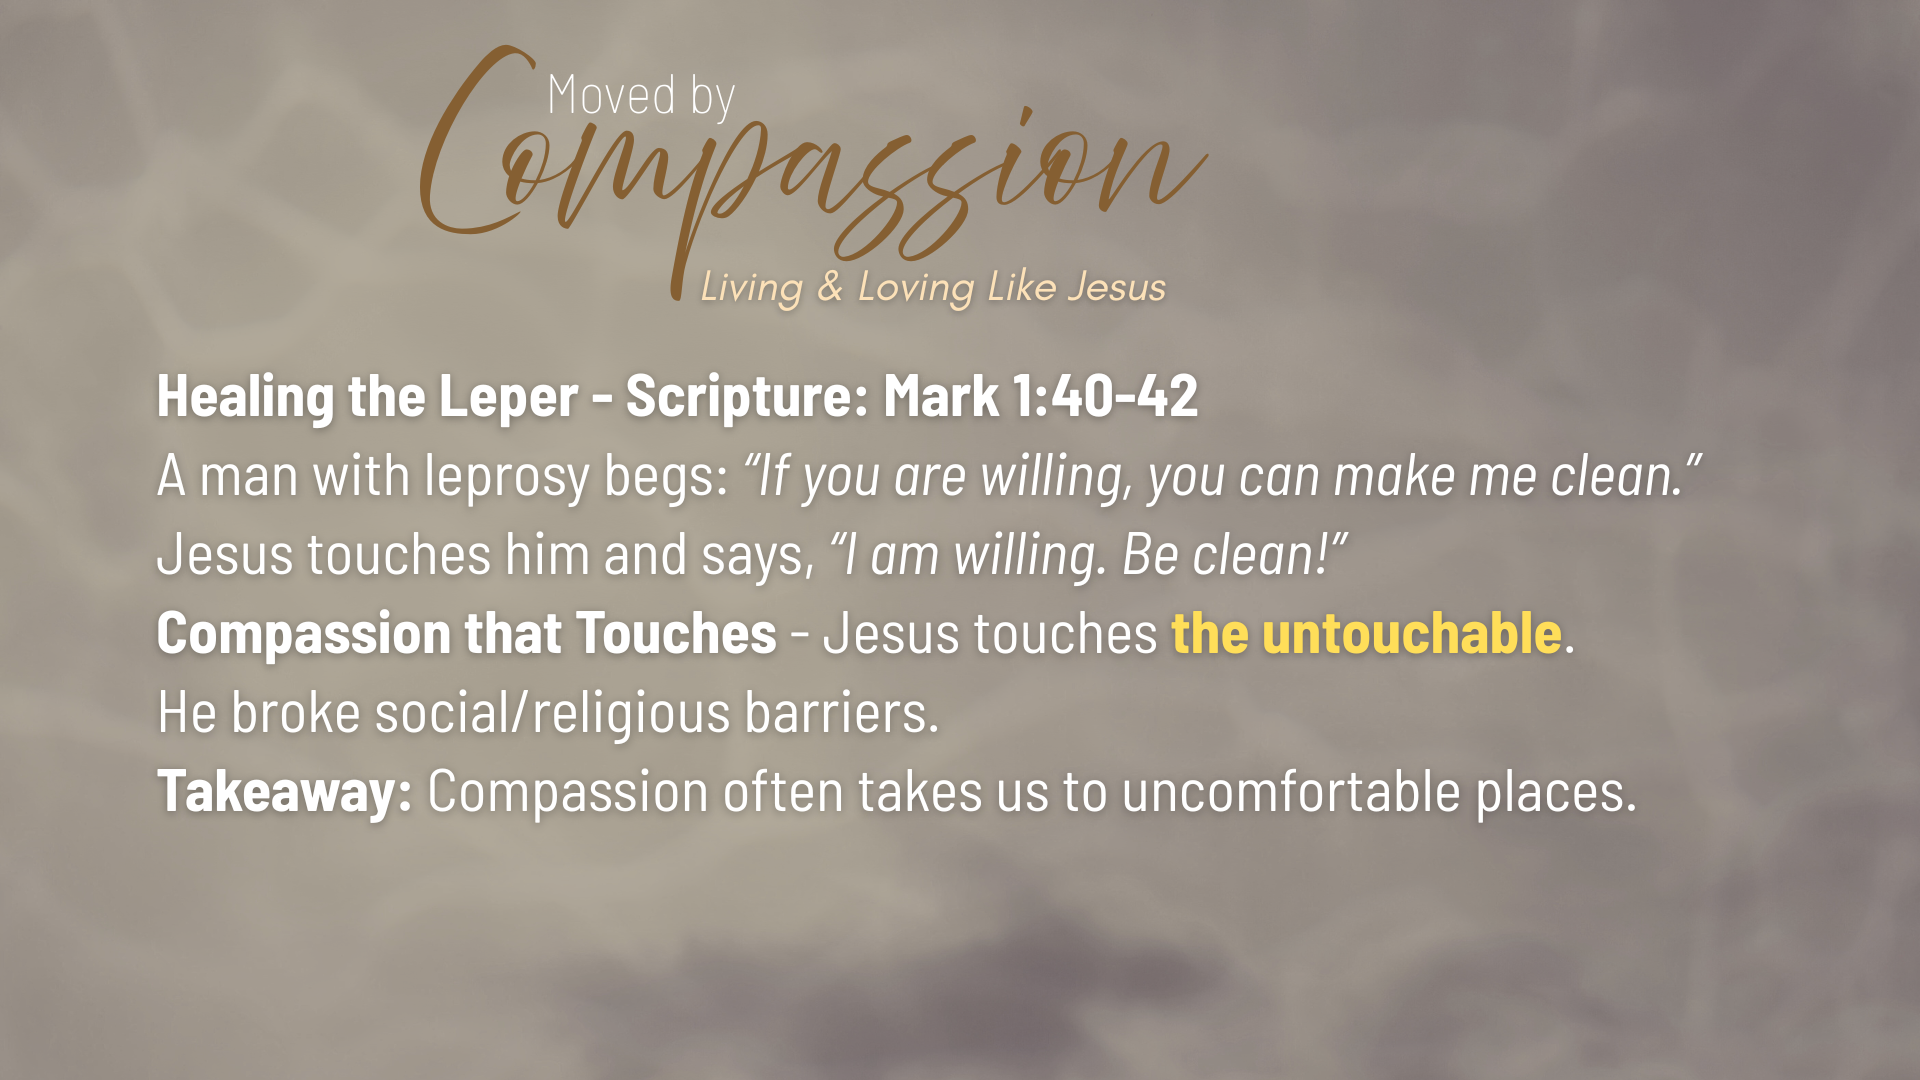 Moved by
Compassion
Living & Loving Like Jesus
Healing the Leper - Scripture: Mark 1:40-42
A man with leprosy begs: “If you are willing, you can make me clean.”
Jesus touches him and says, “I am willing. Be clean!”
Compassion that Touches - Jesus touches the untouchable.
He broke social/religious barriers.
Takeaway: Compassion often takes us to uncomfortable places.